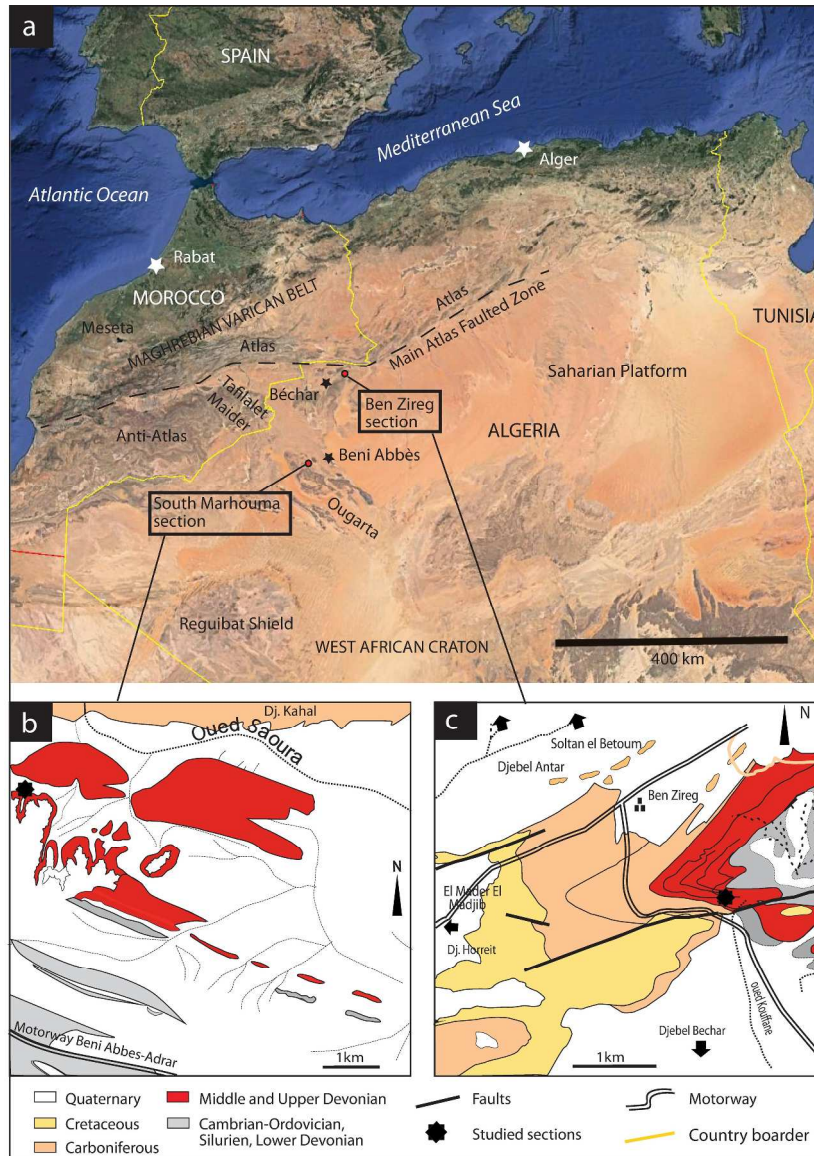 a
SPAIN
Mediterranean Sea
Alger
Atlantic Ocean
Rabat
MOROCCO
MAGHREBIAN VARICAN BELT
Meseta
Atlas
Atlas
Main Atlas Faulted Zone
TUNISIA
Saharian Platform
Tafilalet
Maider
Béchar
Ben Zireg
section
Anti-Atlas
ALGERIA
Beni Abbès
South Marhouma
section
Ougarta
Reguibat Shield
WEST AFRICAN CRATON
400 km
b
Dj. Kahal
Oued Saoura
N
Motorway Beni Abbes-Adrar
1km
c
N
Soltan el Betoum
Djebel Antar
Ben Zireg
El Mader El
Madjib
Dj. Horreit
oued Kouffane
Djebel Bechar
1km
Quaternary
Cretaceous
Carboniferous
Middle and Upper Devonian
Cambrian-Ordovician,
Silurien, Lower Devonian
Faults
Studied sections
Motorway
Country boarder